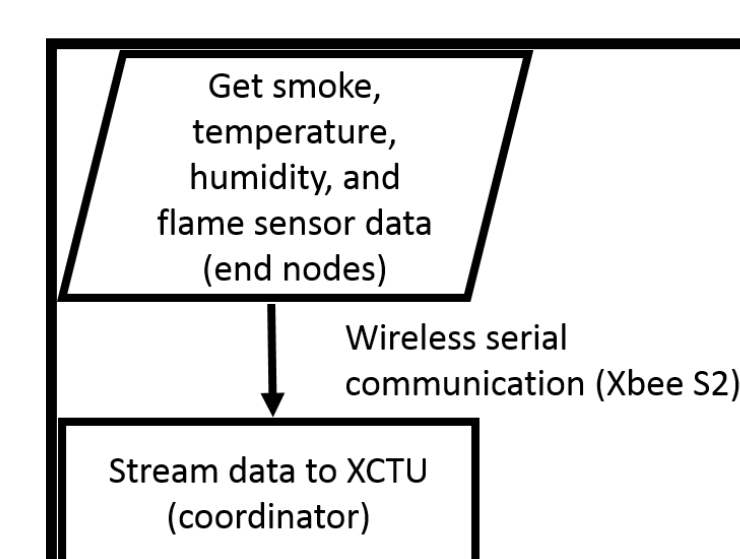 Get smoke,
temperature,
humidity, and
flame sensor data
(end nodes)
Wireless serial
communication (Xbee S2)
Stream data to XCTU
(coordinator)